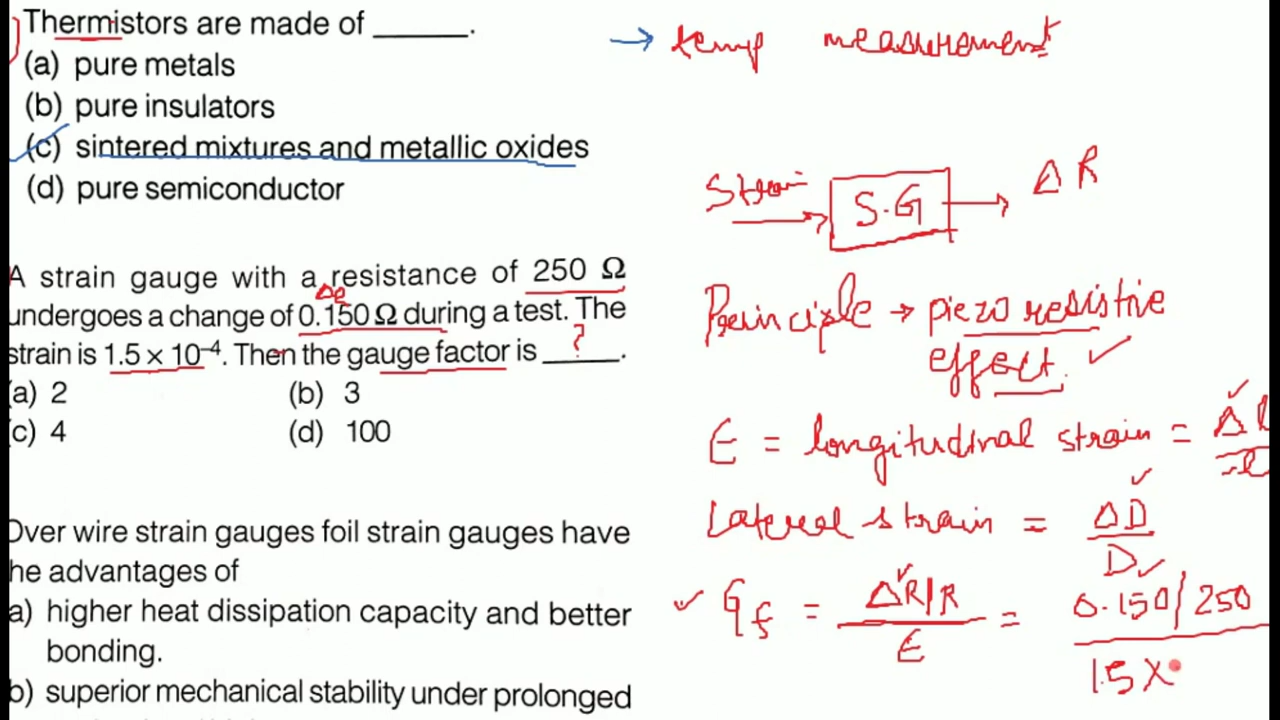 Thermistors are made of ______.
(a) pure metals
(b) pure insulators
(c) sintered mixtures and metallic oxides
(d) pure semiconductor
A strain gauge with a resistance of 250 Ω
undergoes a change of 0.150 Ω during a test. The
strain is 1.5 × 10⁻⁴. Then the gauge factor is _____.
?
a) 2 (b) 3
c) 4 (d) 100
Over wire strain gauges foil strain gauges have
he advantages of
a) higher heat dissipation capacity and better
bonding.
b) superior mechanical stability under prolonged
→ temp measurement
Strain S.G → ΔR
Principle → piezo resistive
effect. ✓
E = longitudinal strain = Δl/l
Lateral strain = ΔD/D
✓ Gf = ΔR/R / E = 0.150/250 / 1.5 X